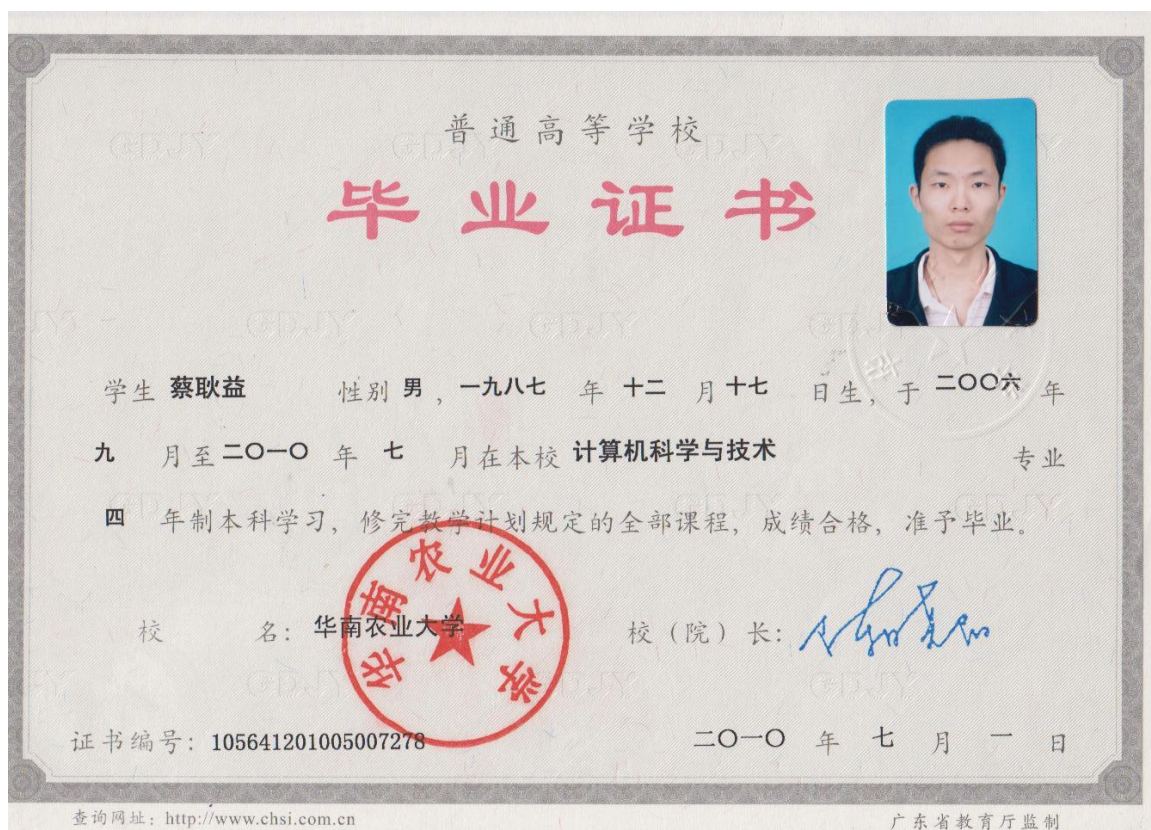 普通高等学校
毕业证书
学生 蔡耿益 性别 男，一九八七 年 十二 月 十七 日生，于 二〇〇六 年
九 月至 二〇一〇 年 七 月在本校 计算机科学与技术 专业
四 年制本科学习，修完教学计划规定的全部课程，成绩合格，准予毕业。
华南农业大学
校 名：华南农业大学 校（院）长：
证书编号：105641201005007278 二〇一〇 年 七 月 一 日
查询网址：http://www.chsi.com.cn 广东省教育厅监制